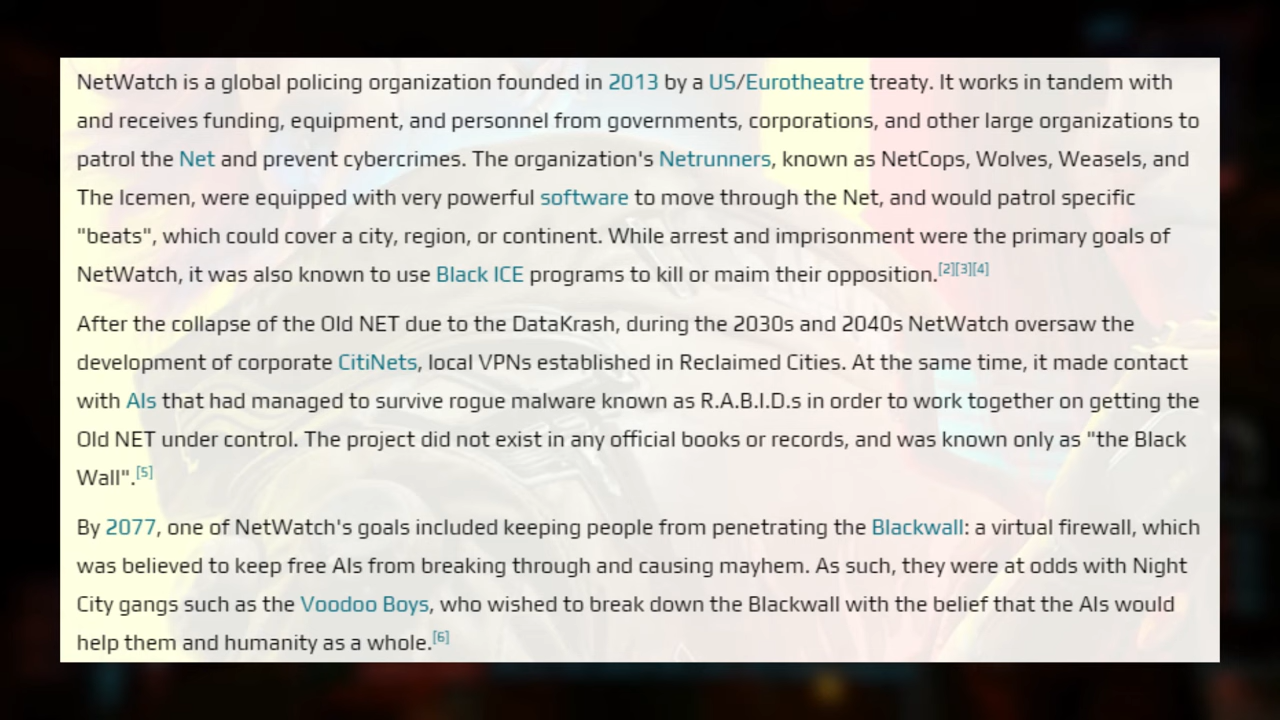 NetWatch is a global policing organization founded in 2013 by a US/Eurotheatre treaty. It works in tandem with
and receives funding, equipment, and personnel from governments, corporations, and other large organizations to
patrol the Net and prevent cybercrimes. The organization's Netrunners, known as NetCops, Wolves, Weasels, and
The Icemen, were equipped with very powerful software to move through the Net, and would patrol specific
"beats", which could cover a city, region, or continent. While arrest and imprisonment were the primary goals of
NetWatch, it was also known to use Black ICE programs to kill or maim their opposition.[2][3][4]
After the collapse of the Old NET due to the DataKrash, during the 2030s and 2040s NetWatch oversaw the
development of corporate CitiNets, local VPNs established in Reclaimed Cities. At the same time, it made contact
with AIs that had managed to survive rogue malware known as R.A.B.I.D.s in order to work together on getting the
Old NET under control. The project did not exist in any official books or records, and was known only as "the Black
Wall".[5]
By 2077, one of NetWatch's goals included keeping people from penetrating the Blackwall: a virtual firewall, which
was believed to keep free AIs from breaking through and causing mayhem. As such, they were at odds with Night
City gangs such as the Voodoo Boys, who wished to break down the Blackwall with the belief that the AIs would
help them and humanity as a whole.[6]